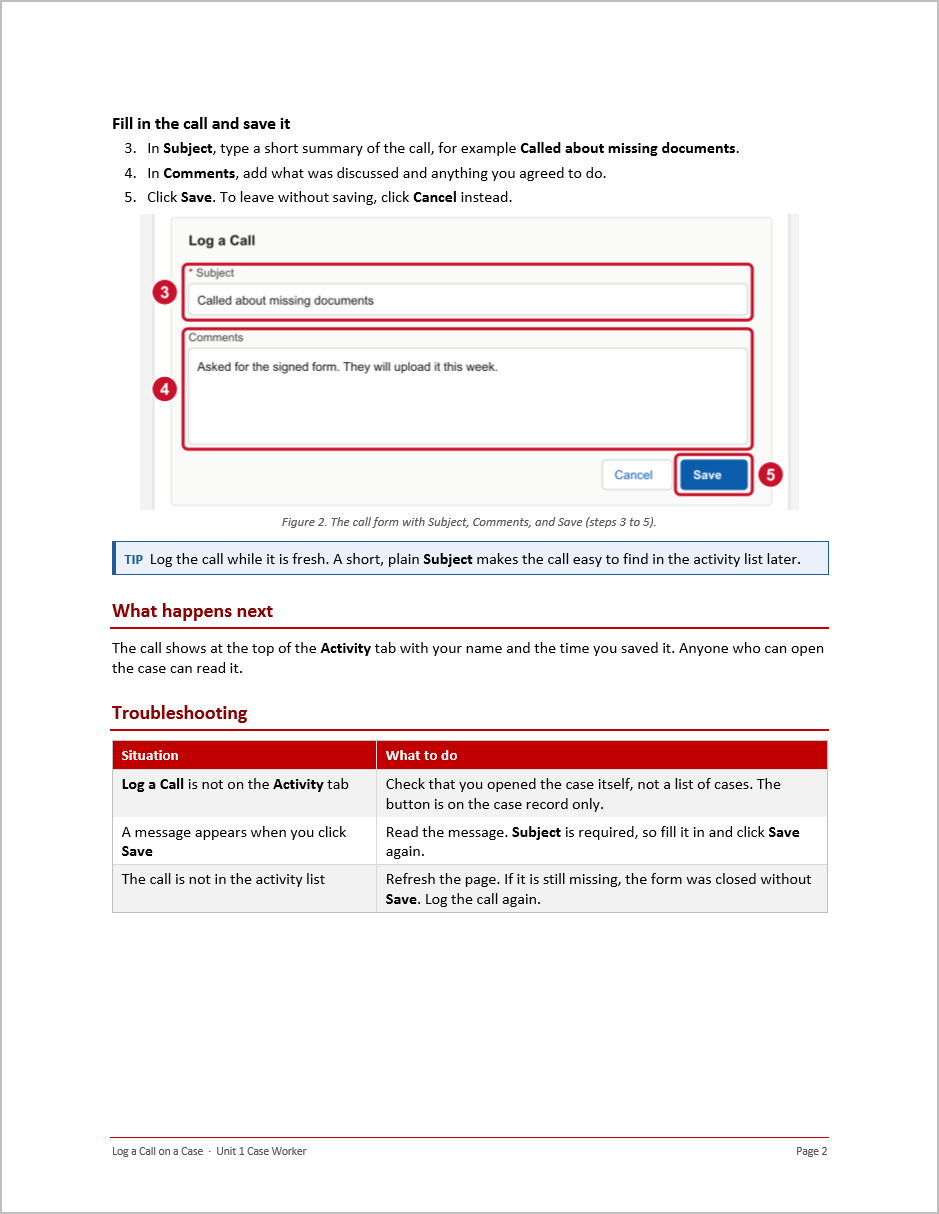 Fill in the call and save it
3. In Subject, type a short summary of the call, for example Called about missing documents.
4. In Comments, add what was discussed and anything you agreed to do.
5. Click Save. To leave without saving, click Cancel instead.
Log a Call
* Subject
3
Called about missing documents
Comments
4
Asked for the signed form. They will upload it this week.
Cancel
Save
5
Figure 2. The call form with Subject, Comments, and Save (steps 3 to 5).
TIP Log the call while it is fresh. A short, plain Subject makes the call easy to find in the activity list later.
What happens next
The call shows at the top of the Activity tab with your name and the time you saved it. Anyone who can open
the case can read it.
Troubleshooting
Situation
What to do
Log a Call is not on the Activity tab
Check that you opened the case itself, not a list of cases. The
button is on the case record only.
A message appears when you click
Save
Read the message. Subject is required, so fill it in and click Save
again.
The call is not in the activity list
Refresh the page. If it is still missing, the form was closed without
Save. Log the call again.
Log a Call on a Case · Unit 1 Case Worker
Page 2